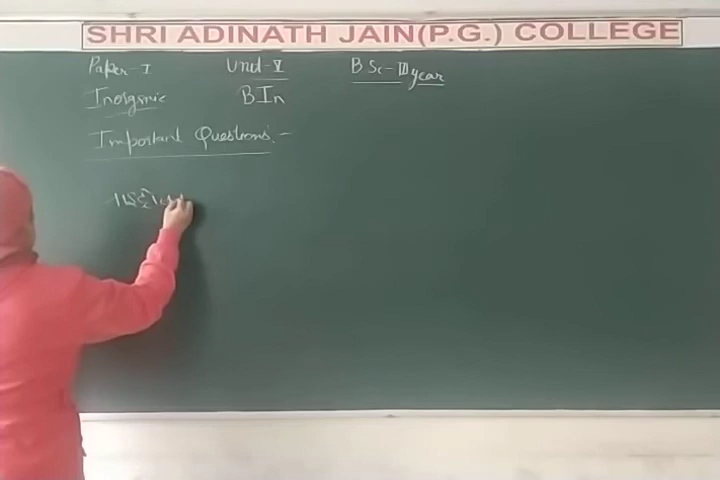 SHRI ADINATH JAIN(P.G.) COLLEGE
Paper-I Unit-V B Sc-III year
Inorganic BIn
Important Questions:-